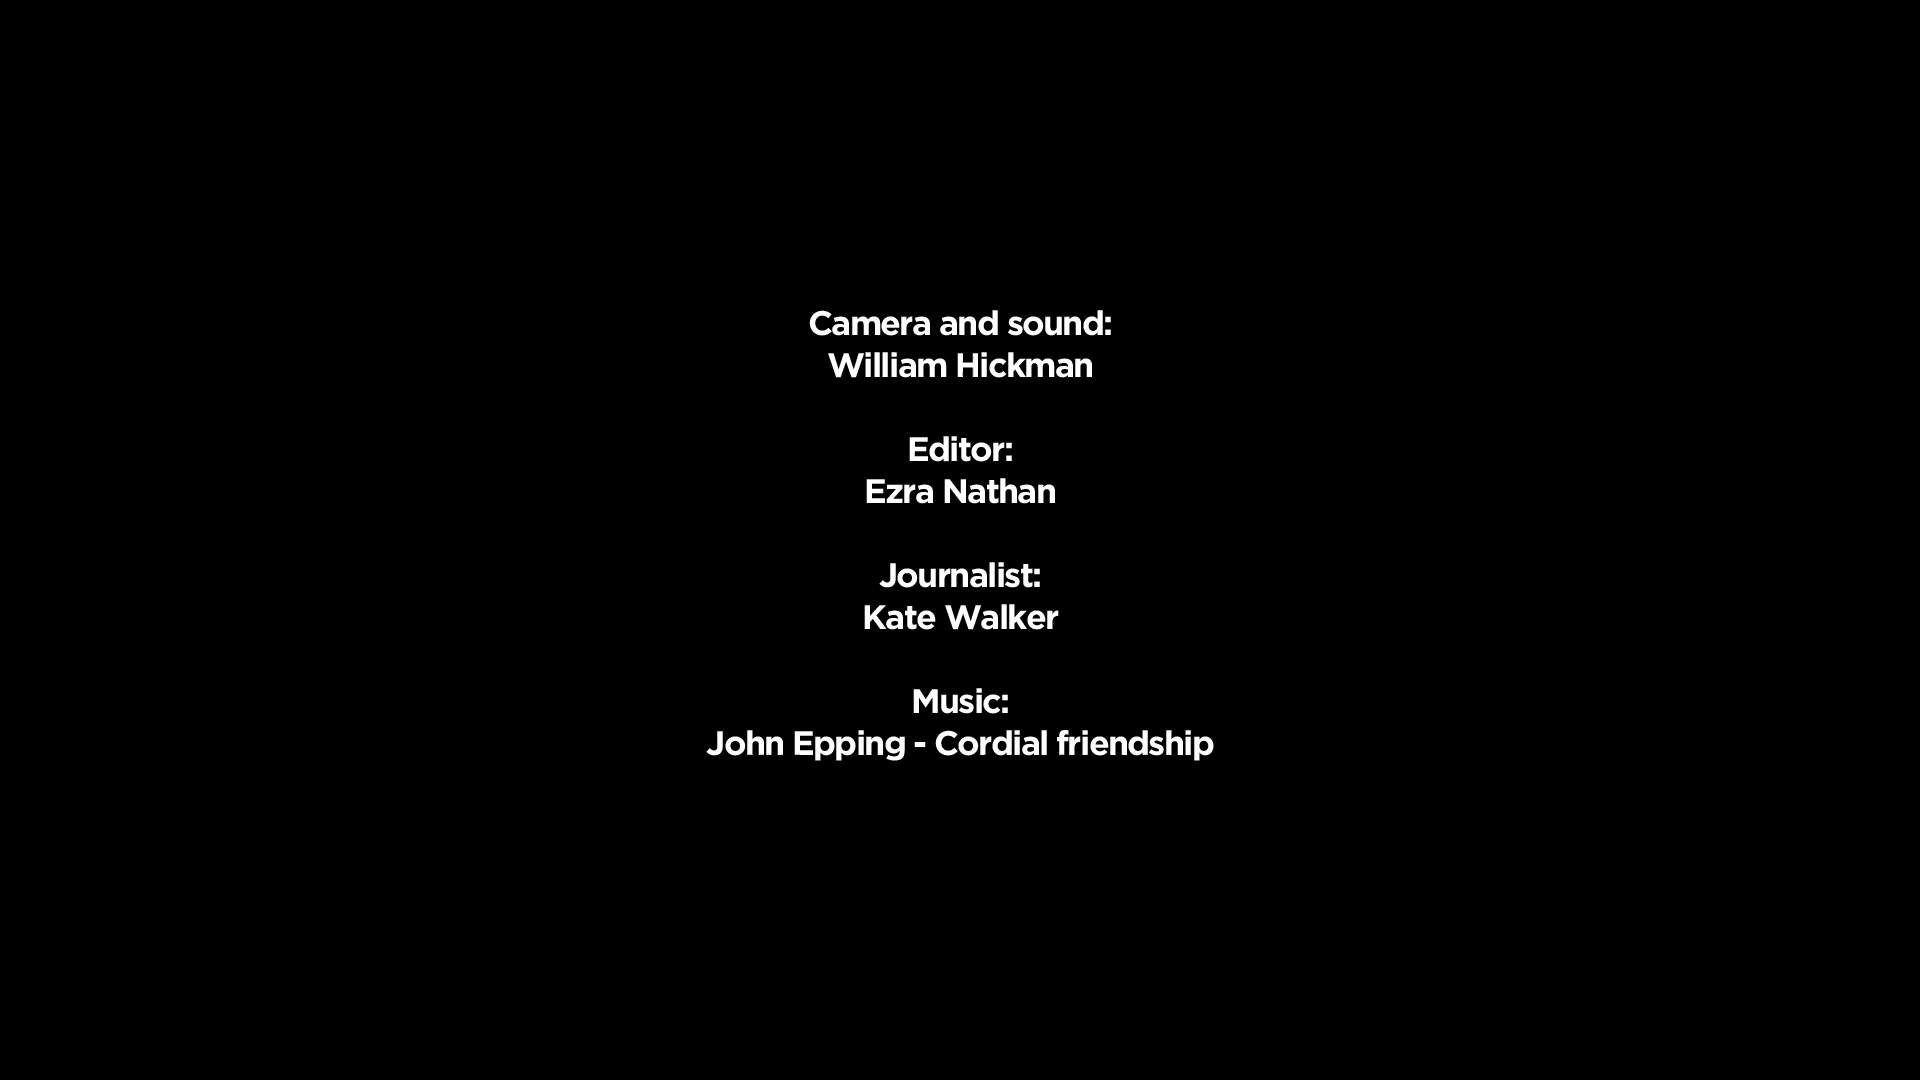 Camera and sound:
William Hickman
Editor:
Ezra Nathan
Journalist:
Kate Walker
Music:
John Epping - Cordial friendship